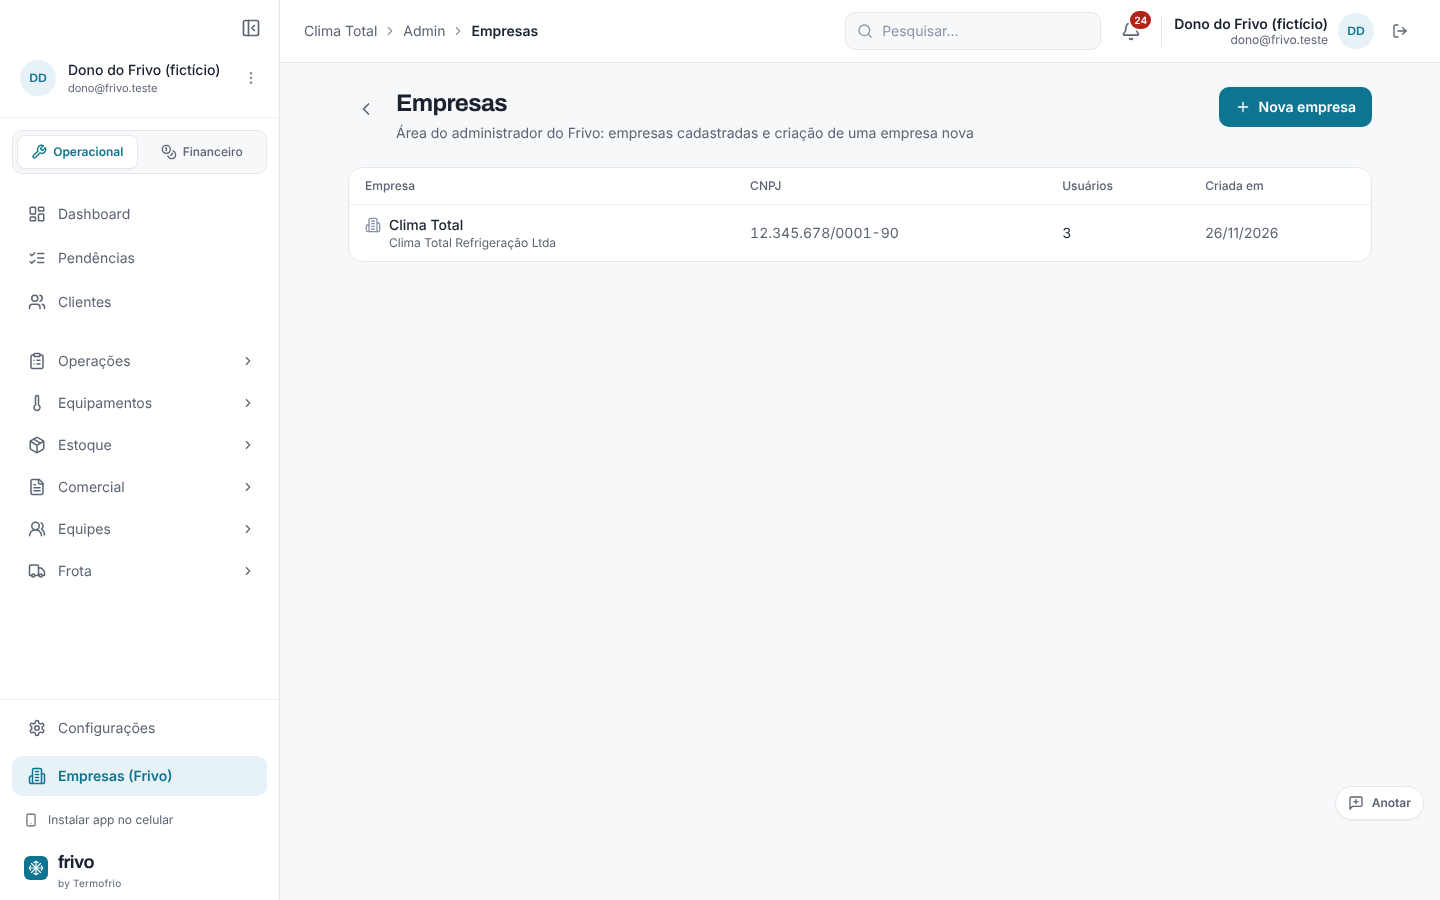 DD
Dono do Frivo (fictício)
dono@frivo.teste
Operacional
Financeiro
Dashboard
Pendências
Clientes
Operações
Equipamentos
Estoque
Comercial
Equipes
Frota
Configurações
Empresas (Frivo)
Instalar app no celular
frivo
by Termofrio
Clima Total > Admin > Empresas
Pesquisar...
24
Dono do Frivo (fictício)
dono@frivo.teste
DD
Empresas
Área do administrador do Frivo: empresas cadastradas e criação de uma empresa nova
Nova empresa
Empresa CNPJ Usuários Criada em
Clima Total 12.345.678/0001-90 3 26/11/2026
Clima Total Refrigeração Ltda
Anotar